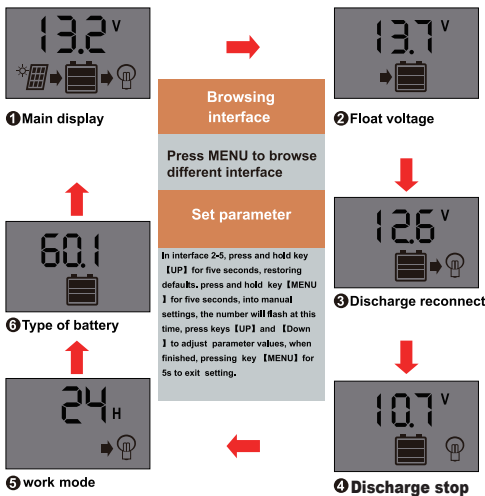 13.2 V
❶Main display
13.7 V
❷Float voltage
12.6 V
❸Discharge reconnect
10.7 V
❹Discharge stop
24 H
❺work mode
60.1
❻Type of battery
Browsing
interface
Press MENU to browse
different interface
Set parameter
In interface 2-5, press and hold key
【UP】for five seconds, restoring
defaults. press and hold key【MENU
】for five seconds, into manual
settings, the number will flash at this
time, press keys【UP】and【Down
】to adjust parameter values, when
finished, pressing key【MENU】for
5s to exit setting.